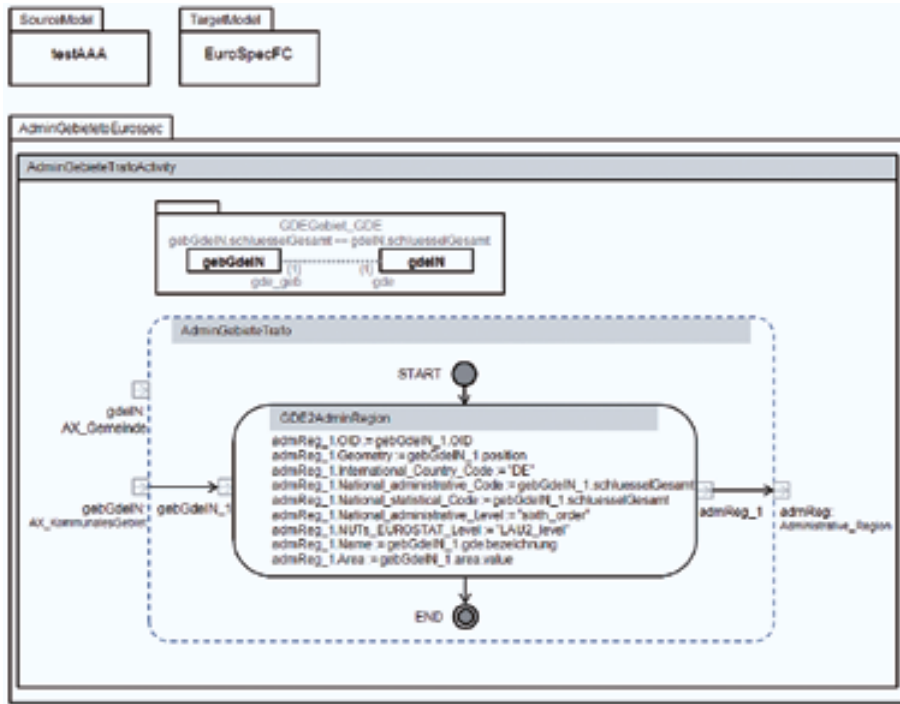 SourceModel
testAAA
TargetModel
EuroSpecFC
AdminGebietetoEurospec
AdminGebieteTrafoActivity
GDEGebiet_GDE
gebGdeIN.schluesselGesamt == gdeIN.schluesselGesamt
gebGdeIN
(1)
(1)
gdeIN
gde_geb
gde
AdminGebieteTrafo
START
gdeIN:
AX_Gemeinde
GDE2AdminRegion
admReg_1.OID := gebGdeIN_1.OID
admReg_1.Geometry := gebGdeIN_1.position
admReg_1.International_Country_Code := "DE"
admReg_1.National_administrative_Code := gebGdeIN_1.schluesselGesamt
admReg_1.National_statistical_Code := gebGdeIN_1.schluesselGesamt
admReg_1.National_administrative_Level := "sixth_order"
admReg_1.NUTs_EUROSTAT_Level := "LAU2_level"
admReg_1.Name := gebGdeIN_1.gde.bezeichnung
admReg_1.Area := gebGdeIN_1.area.value
gebGdeIN:
AX_KommunalesGebiet
gebGdeIN_1
admReg_1
admReg:
Administrative_Region
END